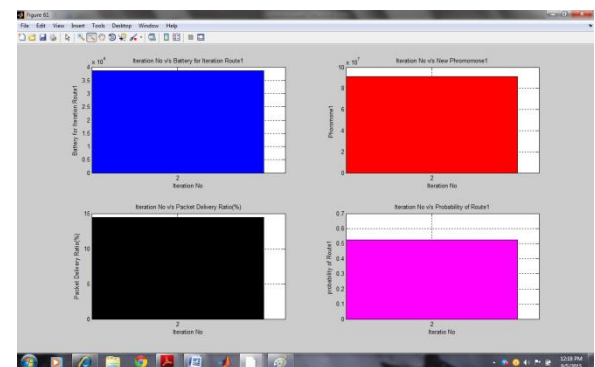 Figure 61
File Edit View Insert Tools Desktop Window Help
x 10^4
Iteration No v/s Battery for Iteration Route1
4
3.5
3
2.5
2
1.5
1
0.5
0
Battery for Iteration Route1
2
Iteration No
x 10^7
Iteration No v/s New Phromomone1
10
8
6
4
2
0
Phoromone1
2
Iteration No
Iteration No v/s Packet Delivery Ratio(%)
15
10
5
0
Packet Delivery Ratio(%)
2
Iteration No
Iteration No v/s Probability of Route1
0.7
0.6
0.5
0.4
0.3
0.2
0.1
0
probability of Route1
2
Iteratio No
12:18 PM
9/5/2015